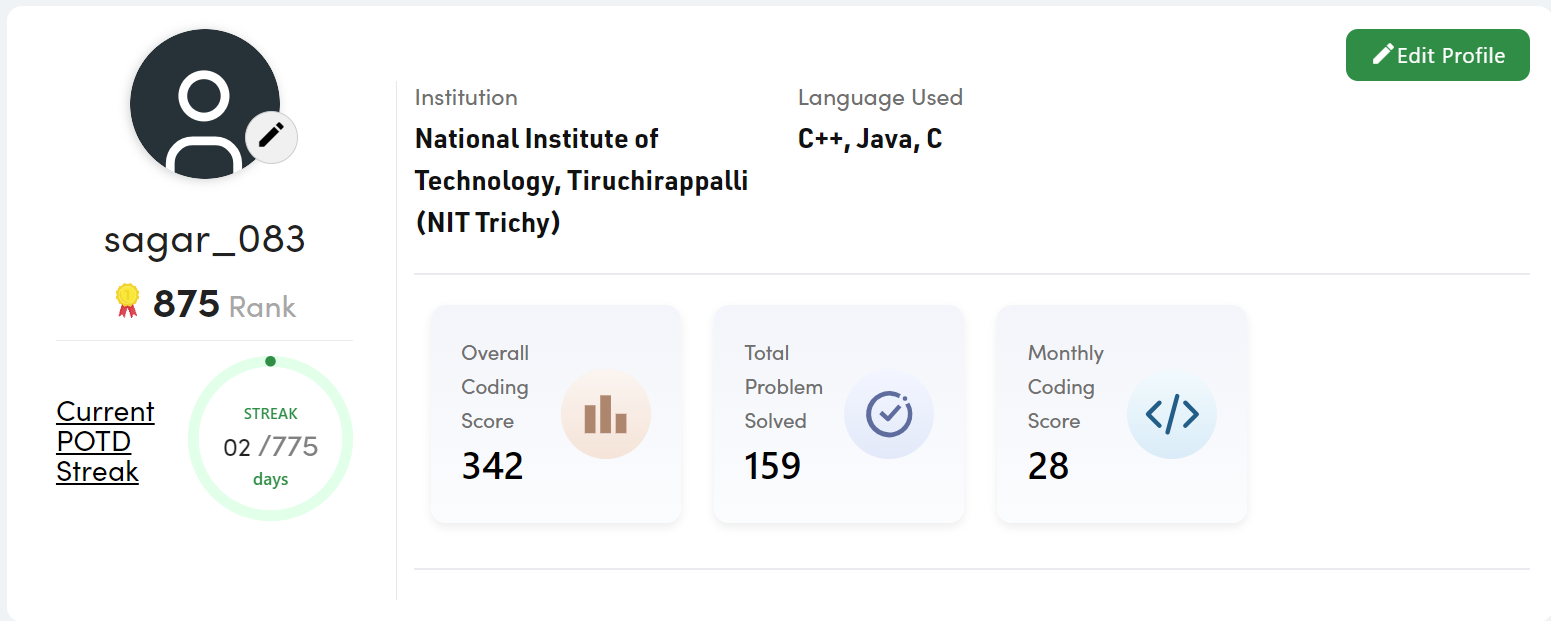 Edit Profile
Institution
National Institute of
Technology, Tiruchirappalli
(NIT Trichy)
Language Used
C++, Java, C
sagar_083
1
875 Rank
Current
POTD
Streak
STREAK
02 /775
days
Overall
Coding
Score
342
Total
Problem
Solved
159
Monthly
Coding
Score
28